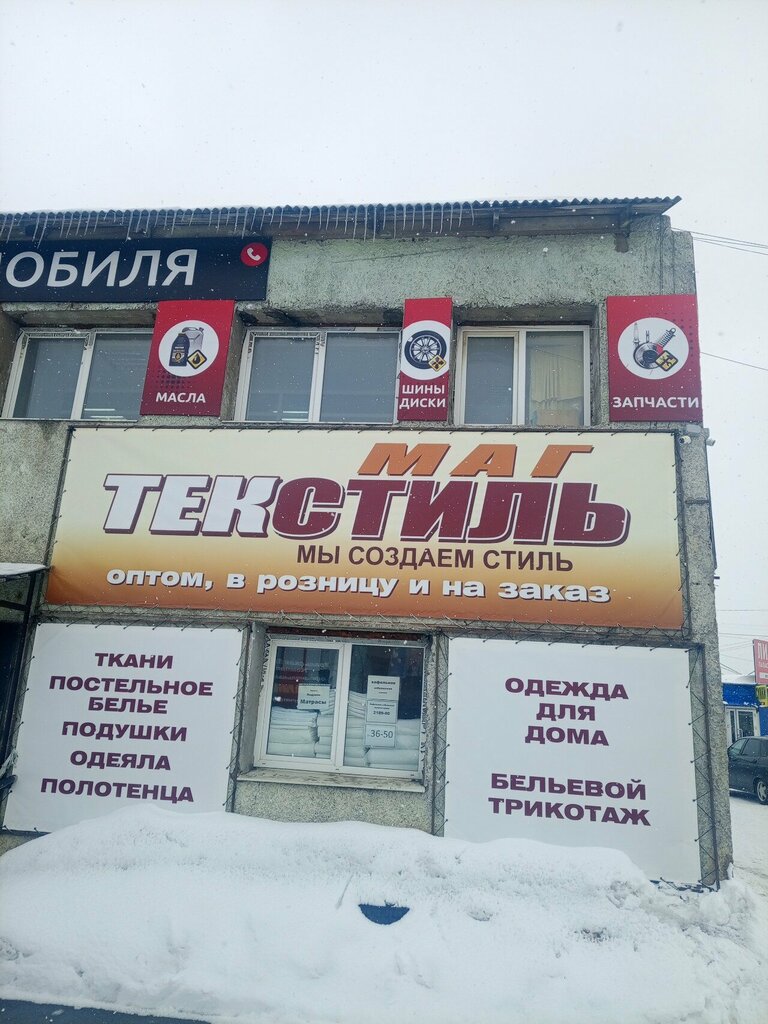 ОБИЛЯ
МАСЛА
ШИНЫ
ДИСКИ
ЗАПЧАСТИ
МАГ
ТЕКСТИЛЬ
МЫ СОЗДАЕМ СТИЛЬ
оптом, в розницу и на заказ
ТКАНИ
ПОСТЕЛЬНОЕ
БЕЛЬЕ
ПОДУШКИ
ОДЕЯЛА
ПОЛОТЕНЦА
Матрасы
36-50
ОДЕЖДА
ДЛЯ
ДОМА
БЕЛЬЕВОЙ
ТРИКОТАЖ